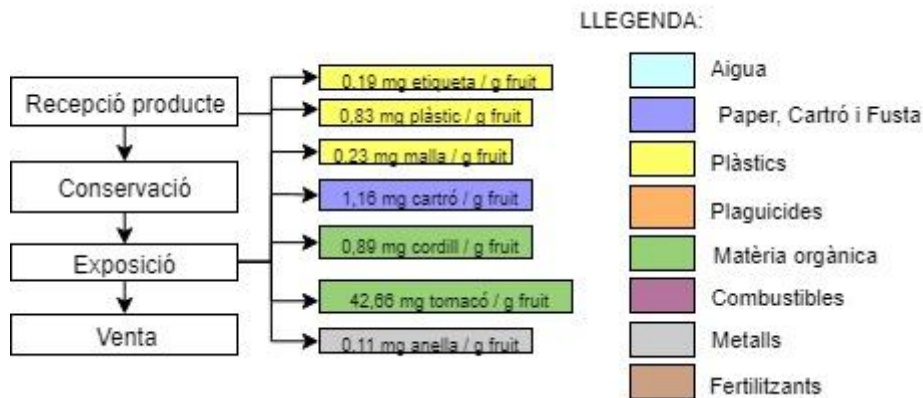 LLEGENDA:
Recepció producte
Conservació
Exposició
Venta
0,19 mg etiqueta / g fruit
0,83 mg plàstic / g fruit
0,23 mg malla / g fruit
1,16 mg cartró / g fruit
0,89 mg cordill / g fruit
42,66 mg tomacó / g fruit
0,11 mg anella / g fruit
Aigua
Paper, Cartró i Fusta
Plàstics
Plaguicides
Matèria orgànica
Combustibles
Metalls
Fertilitzants